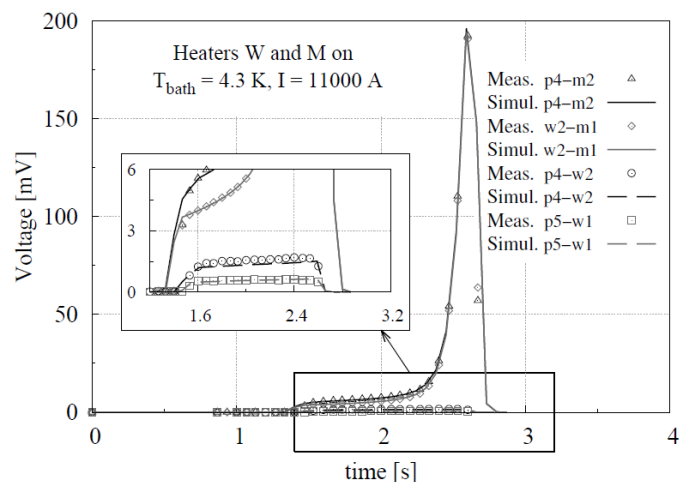 200
150
100
50
0
Voltage [mV]
Heaters W and M on
T_bath = 4.3 K, I = 11000 A
Meas. p4−m2
Simul. p4−m2
Meas. w2−m1
Simul. w2−m1
Meas. p4−w2
Simul. p4−w2
Meas. p5−w1
Simul. p5−w1
6
3
0
1.6 2.4 3.2
0 1 2 3 4
time [s]